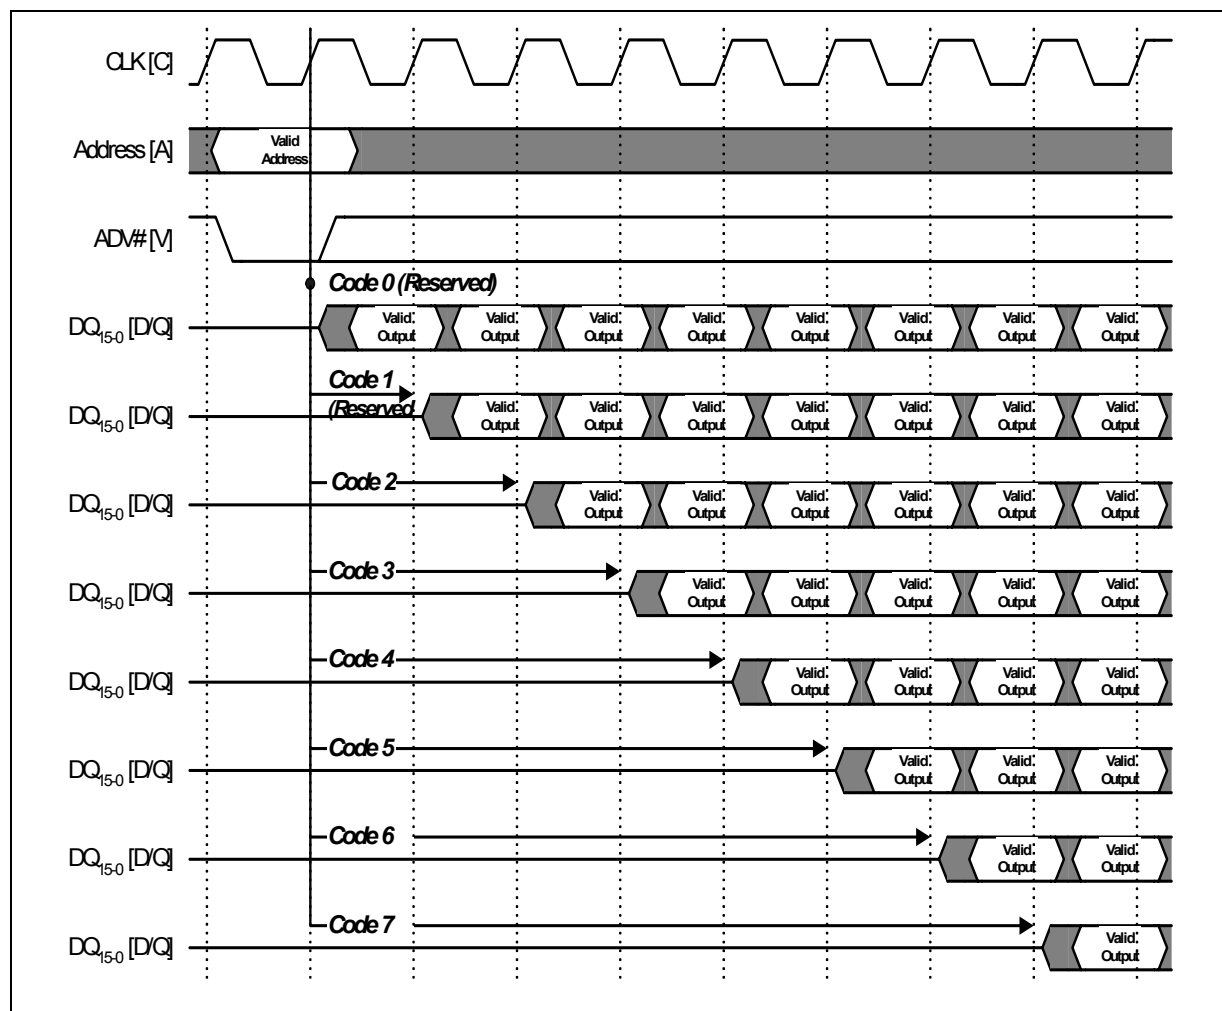 CLK [C]
Address [A]
Valid
Address
ADV# [V]
Code 0 (Reserved)
DQ15-0 [D/Q]
Valid Output Valid Output Valid Output Valid Output Valid Output Valid Output Valid Output Valid Output
Code 1
(Reserved
DQ15-0 [D/Q]
Valid Output Valid Output Valid Output Valid Output Valid Output Valid Output Valid Output
Code 2
DQ15-0 [D/Q]
Valid Output Valid Output Valid Output Valid Output Valid Output Valid Output
Code 3
DQ15-0 [D/Q]
Valid Output Valid Output Valid Output Valid Output Valid Output
Code 4
DQ15-0 [D/Q]
Valid Output Valid Output Valid Output Valid Output
Code 5
DQ15-0 [D/Q]
Valid Output Valid Output Valid Output
Code 6
DQ15-0 [D/Q]
Valid Output Valid Output
Code 7
DQ15-0 [D/Q]
Valid Output